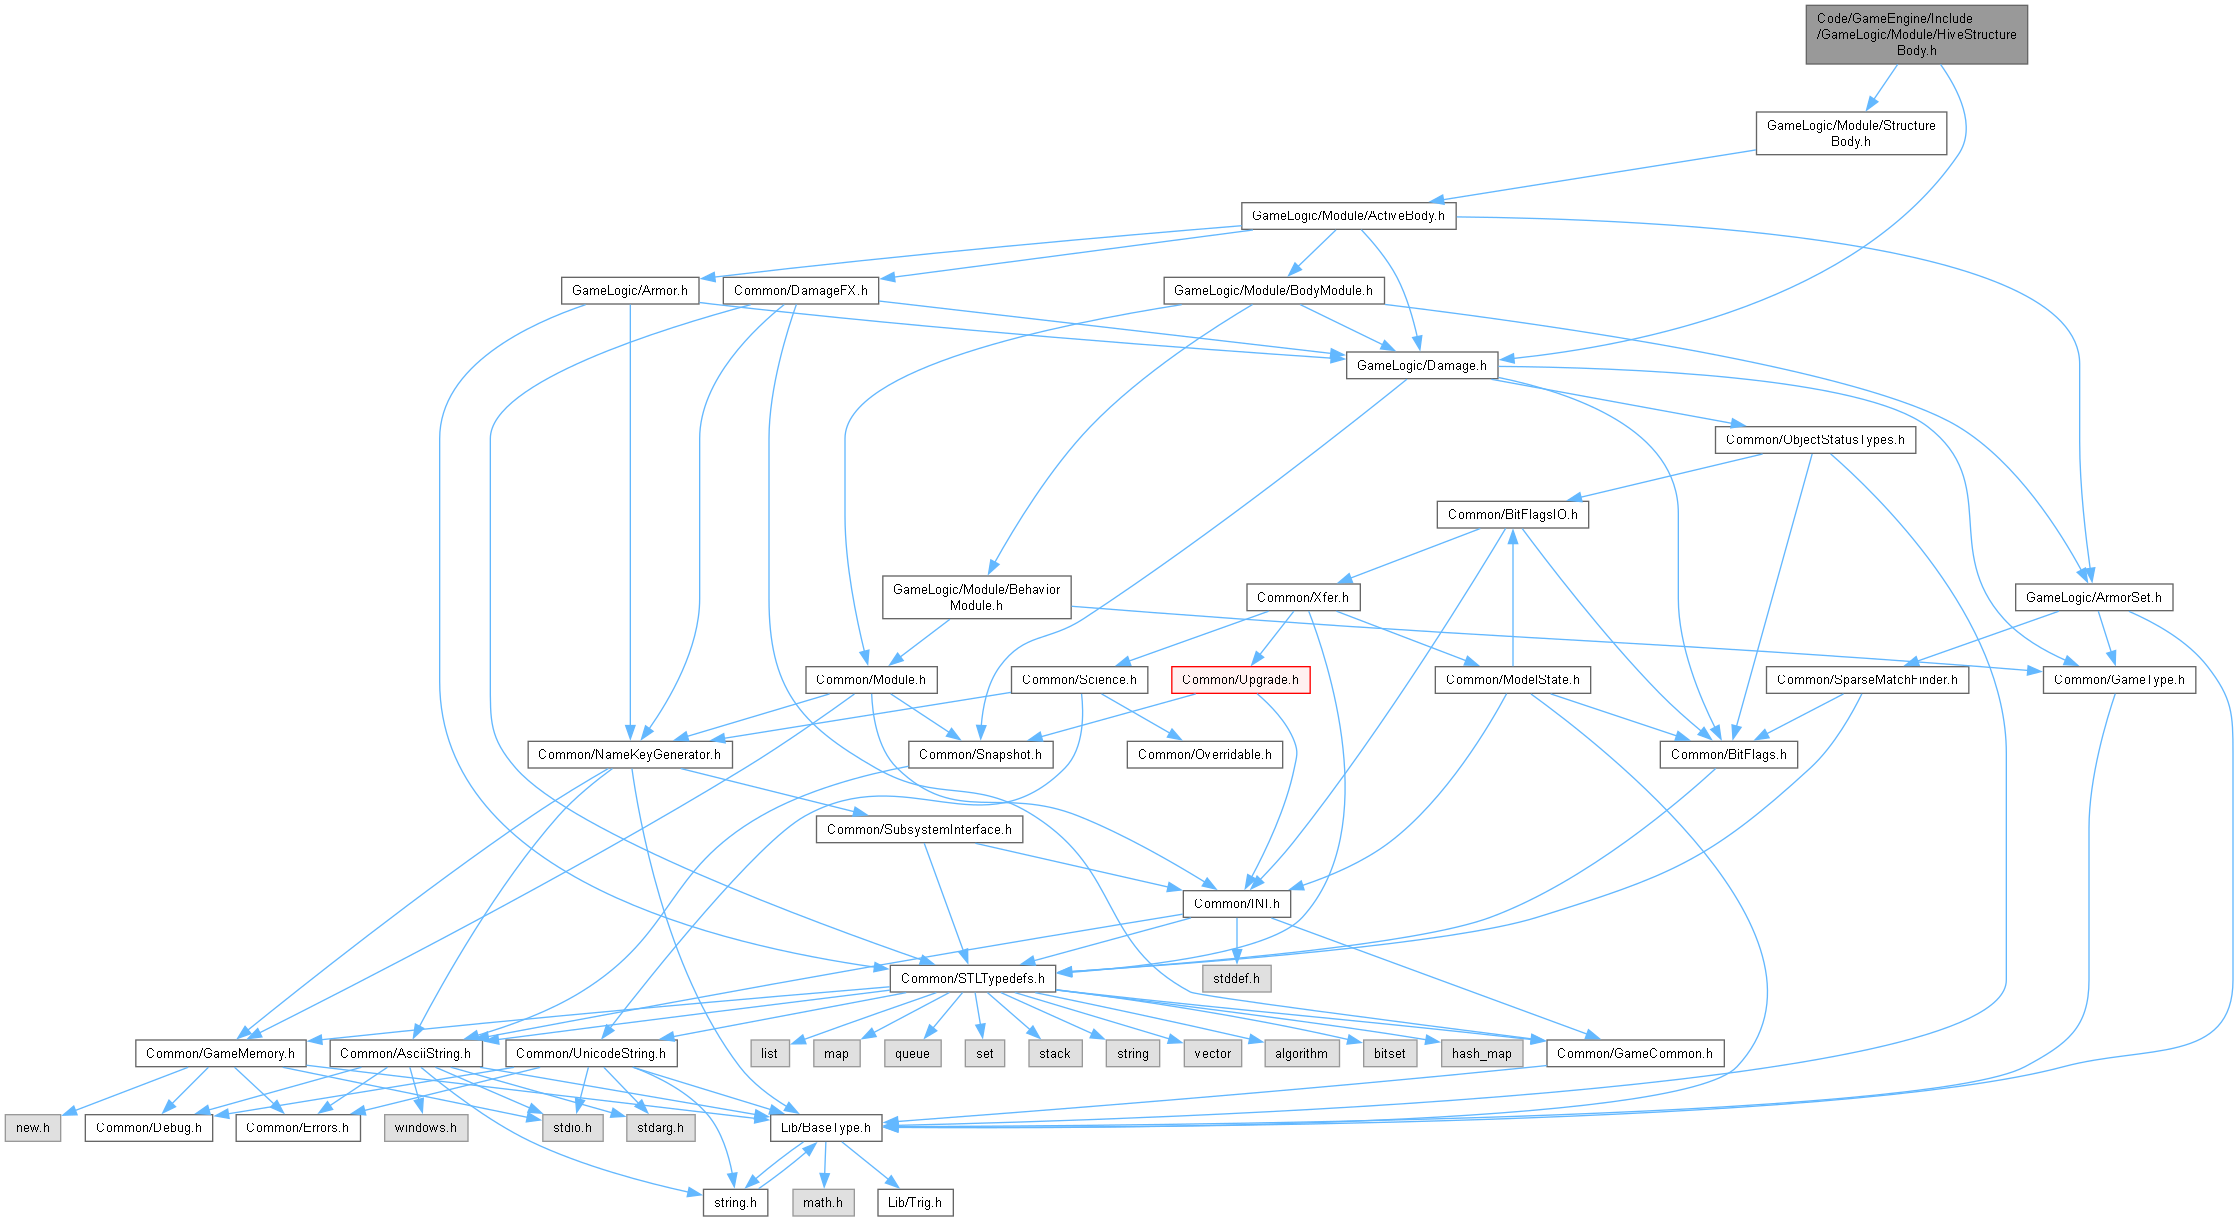 Code/GameEngine/Include
/GameLogic/Module/HiveStructure
Body.h
GameLogic/Module/Structure
Body.h
GameLogic/Module/ActiveBody.h
GameLogic/Armor.h
Common/DamageFX.h
GameLogic/Module/BodyModule.h
GameLogic/Damage.h
Common/ObjectStatusTypes.h
Common/BitFlagsIO.h
GameLogic/Module/Behavior
Module.h
Common/Xfer.h
GameLogic/ArmorSet.h
Common/Module.h
Common/Science.h
Common/Upgrade.h
Common/ModelState.h
Common/SparseMatchFinder.h
Common/GameType.h
Common/NameKeyGenerator.h
Common/Snapshot.h
Common/Overridable.h
Common/BitFlags.h
Common/SubsystemInterface.h
Common/INI.h
Common/STLTypedefs.h
stddef.h
Common/GameMemory.h
Common/AsciiString.h
Common/UnicodeString.h
list
map
queue
set
stack
string
vector
algorithm
bitset
hash_map
Common/GameCommon.h
new.h
Common/Debug.h
Common/Errors.h
windows.h
stdio.h
stdarg.h
Lib/BaseType.h
string.h
math.h
Lib/Trig.h